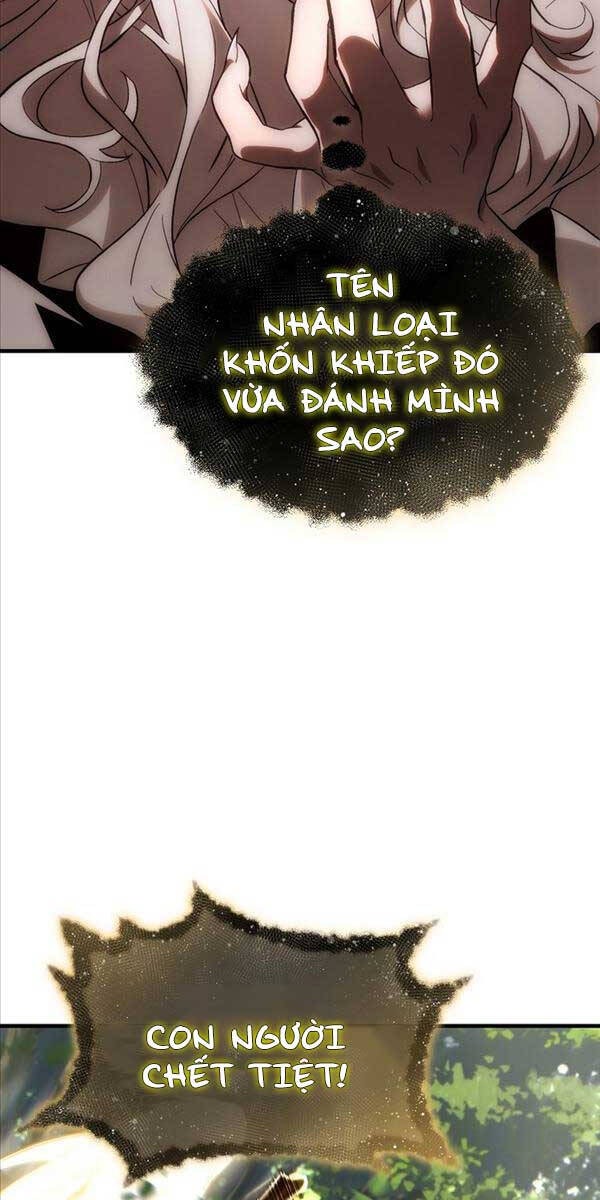 TÊN
NHÂN LOẠI
KHỐN KHIẾP ĐÓ
VỪA ĐÁNH MÌNH
SAO?
CON NGƯỜI
CHẾT TIỆT!